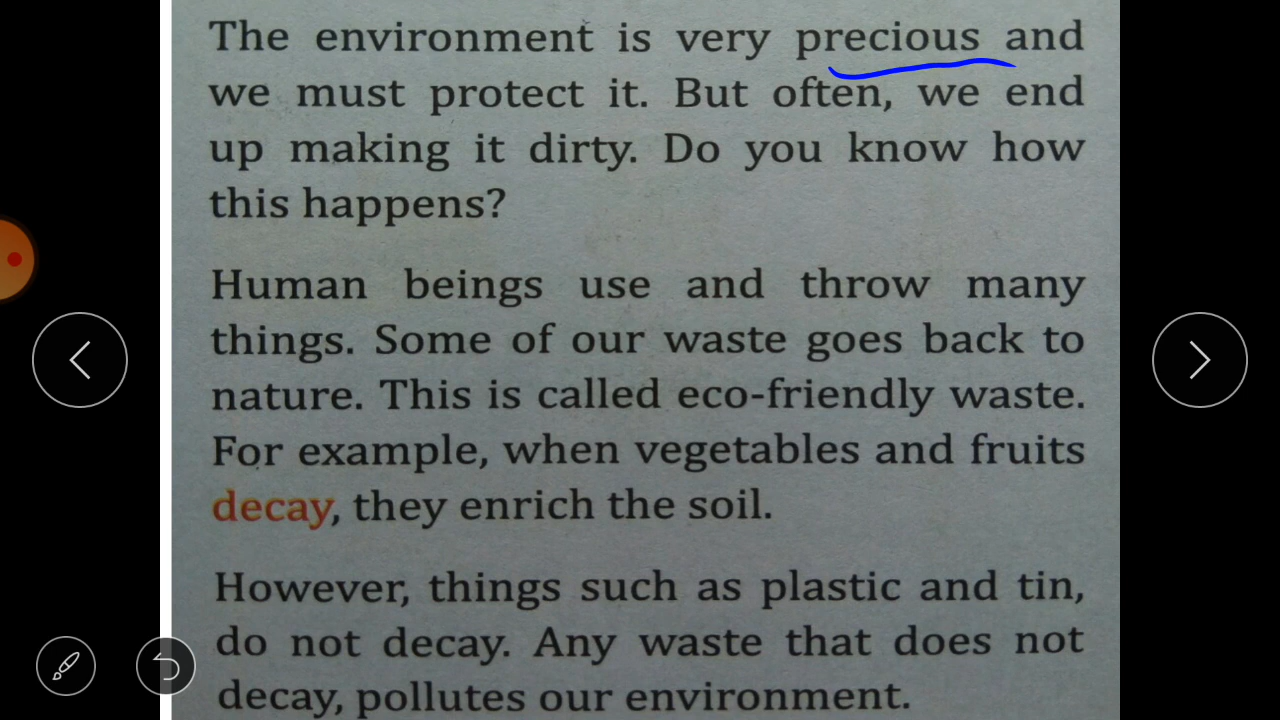 The environment is very precious and
we must protect it. But often, we end
up making it dirty. Do you know how
this happens?
Human beings use and throw many
things. Some of our waste goes back to
nature. This is called eco-friendly waste.
For example, when vegetables and fruits
decay, they enrich the soil.
However, things such as plastic and tin,
do not decay. Any waste that does not
decay, pollutes our environment.